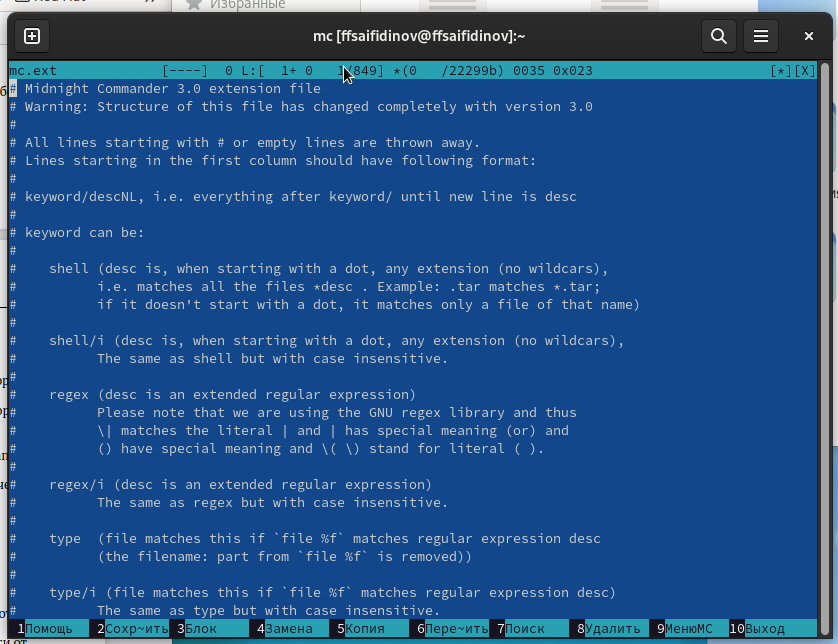 Избранные
mc [ffsaifidinov@ffsaifidinov]:~
mc.ext [----] 0 L:[ 1+ 0 1/849] *(0 /22299b) 0035 0x023 [*][X]
# Midnight Commander 3.0 extension file
# Warning: Structure of this file has changed completely with version 3.0
#
# All lines starting with # or empty lines are thrown away.
# Lines starting in the first column should have following format:
#
# keyword/descNL, i.e. everything after keyword/ until new line is desc
#
# keyword can be:
#
# shell (desc is, when starting with a dot, any extension (no wildcars),
# i.e. matches all the files *desc . Example: .tar matches *.tar;
# if it doesn't start with a dot, it matches only a file of that name)
#
# shell/i (desc is, when starting with a dot, any extension (no wildcars),
# The same as shell but with case insensitive.
#
# regex (desc is an extended regular expression)
# Please note that we are using the GNU regex library and thus
# \| matches the literal | and | has special meaning (or) and
# () have special meaning and \( \) stand for literal ( ).
#
# regex/i (desc is an extended regular expression)
# The same as regex but with case insensitive.
#
# type (file matches this if `file %f` matches regular expression desc
# (the filename: part from `file %f` is removed))
#
# type/i (file matches this if `file %f` matches regular expression desc)
# The same as type but with case insensitive.
1Помощь 2Сохр~ить 3Блок 4Замена 5Копия 6Пере~ить 7Поиск 8Удалить 9МенюMC 10Выход